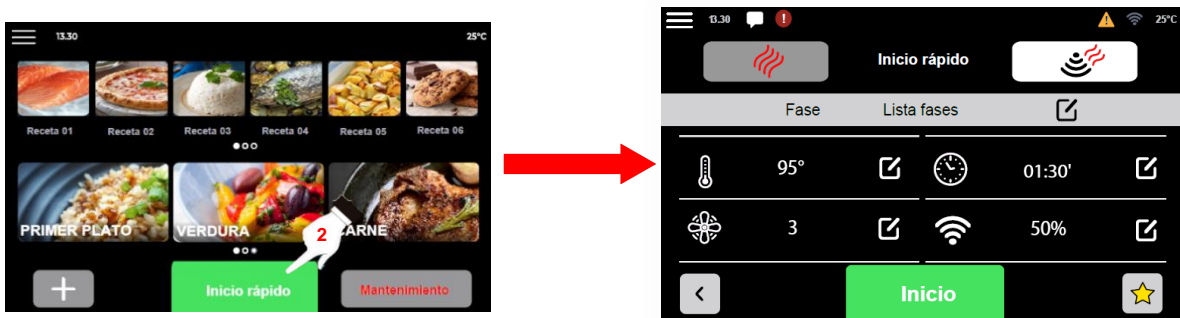 13.30
25°C
Receta 01 Receta 02 Receta 03 Receta 04 Receta 05 Receta 06
PRIMER PLATO VERDURA CARNE
2
Inicio rápido Mantenimiento
13.30
25°C
Inicio rápido
Fase Lista fases
95° 01:30'
3 50%
Inicio